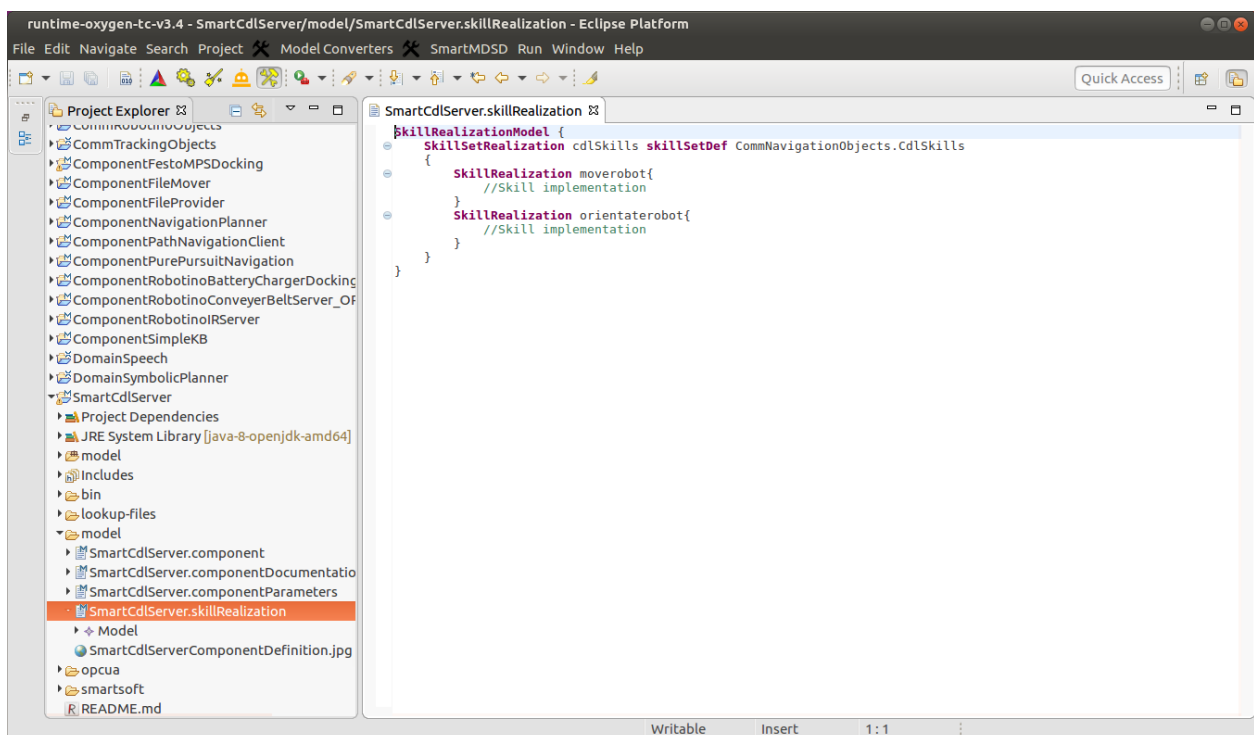 runtime-oxygen-tc-v3.4 - SmartCdlServer/model/SmartCdlServer.skillRealization - Eclipse Platform
File Edit Navigate Search Project Model Converters SmartMDSD Run Window Help
Quick Access
Project Explorer
CommRobotinoObjects
CommTrackingObjects
ComponentFestoMPSDocking
ComponentFileMover
ComponentFileProvider
ComponentNavigationPlanner
ComponentPathNavigationClient
ComponentPurePursuitNavigation
ComponentRobotinoBatteryChargerDocking
ComponentRobotinoConveyerBeltServer_OP
ComponentRobotinoIRServer
ComponentSimpleKB
DomainSpeech
DomainSymbolicPlanner
SmartCdlServer
Project Dependencies
JRE System Library [java-8-openjdk-amd64]
model
Includes
bin
lookup-files
model
SmartCdlServer.component
SmartCdlServer.componentDocumentatio
SmartCdlServer.componentParameters
SmartCdlServer.skillRealization
Model
SmartCdlServerComponentDefinition.jpg
opcua
smartsoft
README.md
SmartCdlServer.skillRealization
SkillRealizationModel {
SkillSetRealization cdlSkills skillSetDef CommNavigationObjects.CdlSkills
{
SkillRealization moverobot{
//Skill implementation
}
SkillRealization orientaterobot{
//Skill implementation
}
}
}
Writable Insert 1:1